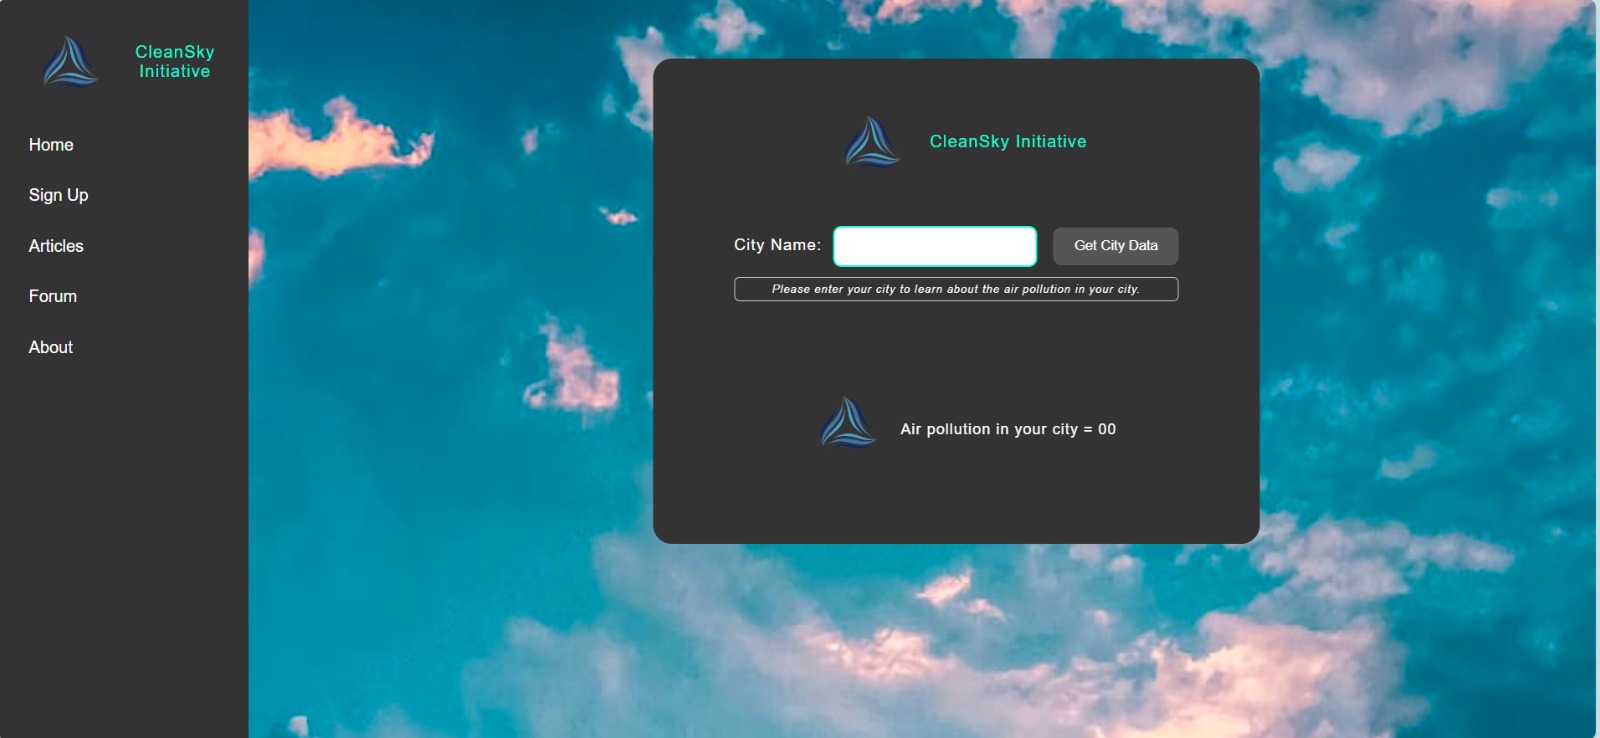 CleanSky
Initiative
Home
Sign Up
Articles
Forum
About
CleanSky Initiative
City Name:
Get City Data
Please enter your city to learn about the air pollution in your city.
Air pollution in your city = 00